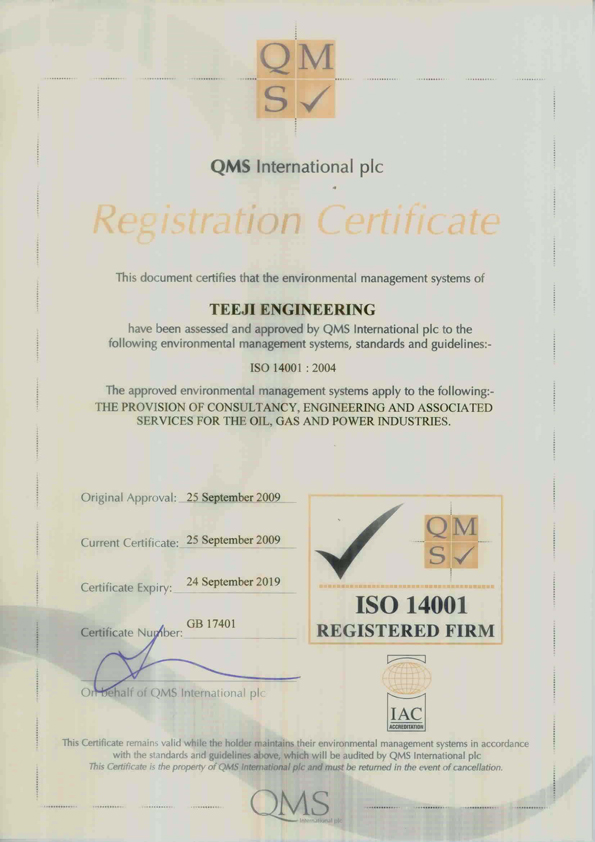 QM
S
QMS International plc
Registration Certificate
This document certifies that the environmental management systems of
TEEJI ENGINEERING
have been assessed and approved by QMS International plc to the
following environmental management systems, standards and guidelines:-
ISO 14001 : 2004
The approved environmental management systems apply to the following:-
THE PROVISION OF CONSULTANCY, ENGINEERING AND ASSOCIATED
SERVICES FOR THE OIL, GAS AND POWER INDUSTRIES.
Original Approval: 25 September 2009
Current Certificate: 25 September 2009
Certificate Expiry: 24 September 2019
Certificate Number: GB 17401
On behalf of QMS International plc
QM
S
ISO 14001
REGISTERED FIRM
IAC
ACCREDITATION
This Certificate remains valid while the holder maintains their environmental management systems in accordance
with the standards and guidelines above, which will be audited by QMS International plc
This Certificate is the property of QMS International plc and must be returned in the event of cancellation.
QMS
International plc